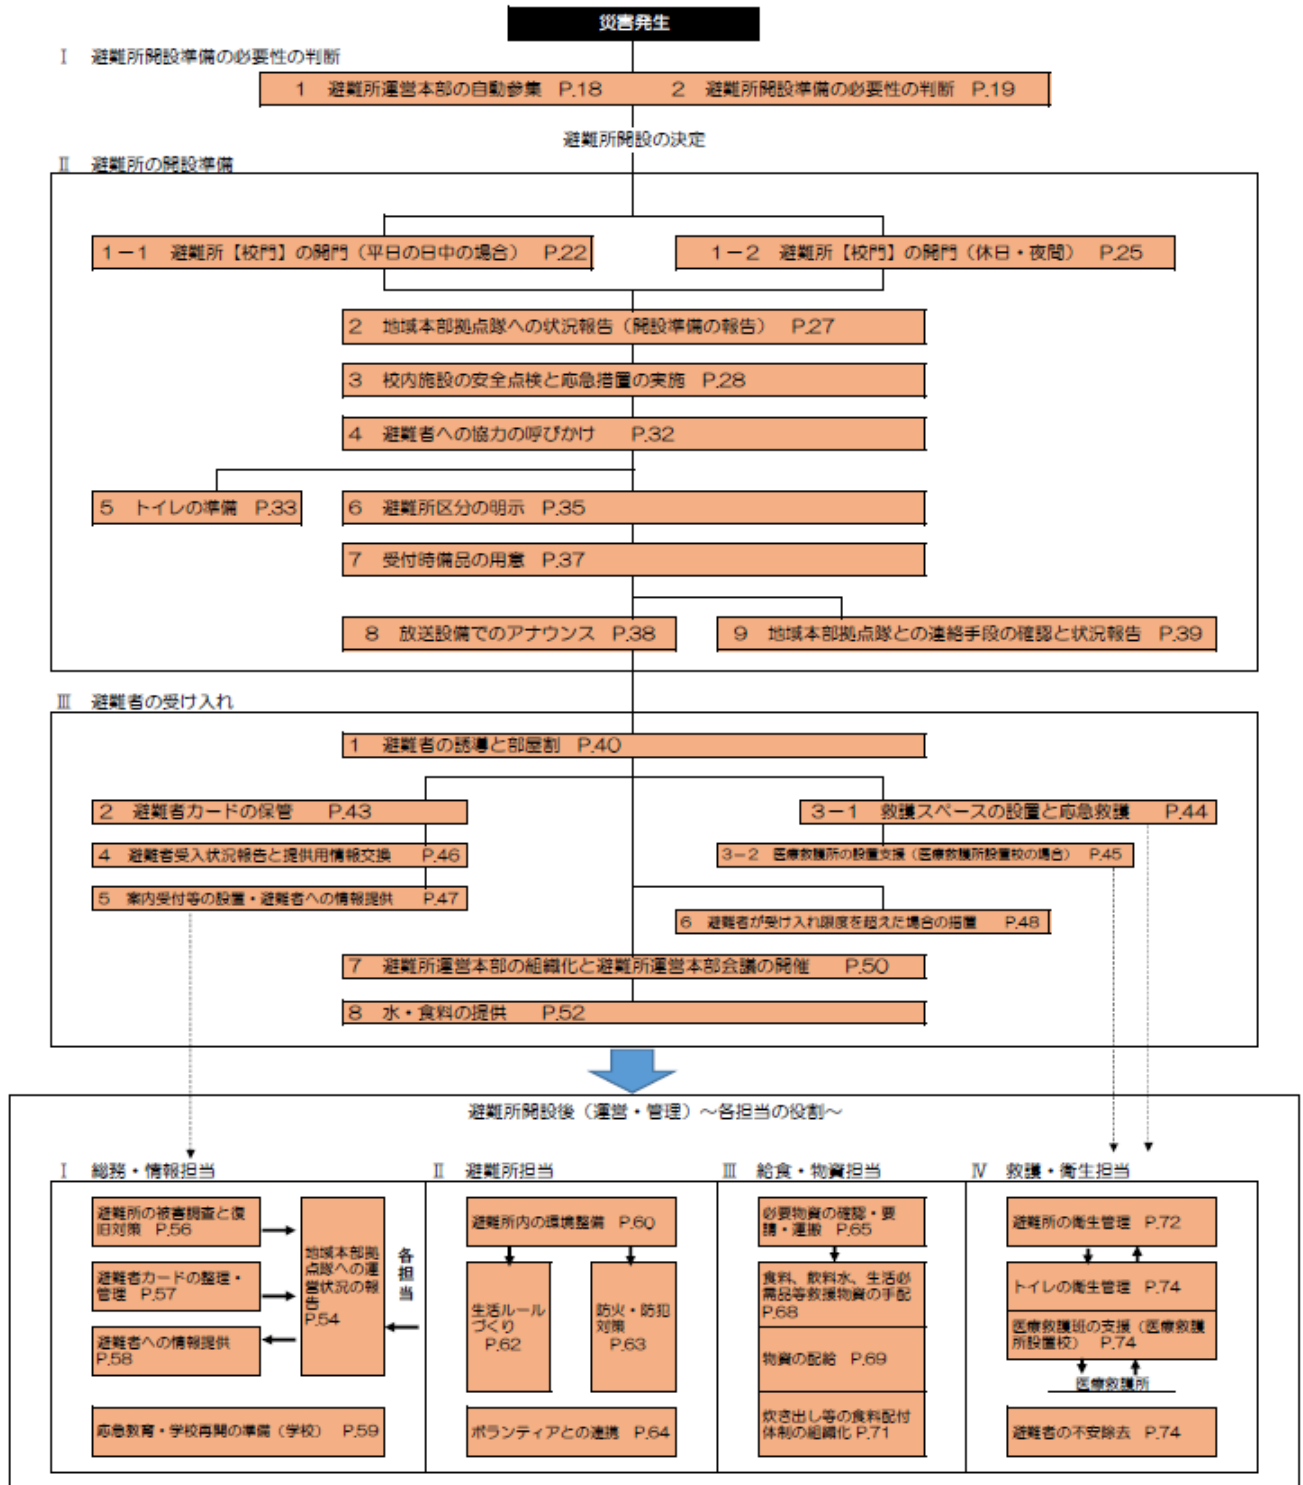 災害発生
Ⅰ　避難所開設準備の必要性の判断
1　避難所運営本部の自動参集　P.18　2　避難所開設準備の必要性の判断　P.19
避難所開設の決定
Ⅱ　避難所の開設準備
1－1　避難所【校門】の開門（平日の日中の場合）　P.22
1－2　避難所【校門】の開門（休日・夜間）　P.25
2　地域本部拠点隊への状況報告（開設準備の報告）　P.27
3　校内施設の安全点検と応急措置の実施　P.28
4　避難者への協力の呼びかけ　P.32
5　トイレの準備　P.33
6　避難所区分の明示　P.35
7　受付時備品の用意　P.37
8　放送設備でのアナウンス　P.38
9　地域本部拠点隊との連絡手段の確認と状況報告　P.39
Ⅲ　避難者の受け入れ
1　避難者の誘導と部屋割　P.40
2　避難者カードの保管　P.43
3－1　救護スペースの設置と応急救護　P.44
4　避難者受入状況報告と提供用情報交換　P.46
3－2　医療救護所の設置支援（医療救護所設置校の場合）　P.45
5　案内受付等の設置・避難者への情報提供　P.47
6　避難者が受け入れ限度を超えた場合の措置　P.48
7　避難所運営本部の組織化と避難所運営本部会議の開催　P.50
8　水・食料の提供　P.52
避難所開設後（運営・管理）～各担当の役割～
Ⅰ　総務・情報担当
避難所の被害調査と復
旧対策　P.56
避難者カードの整理・
管理　P.57
避難者への情報提供
P.58
地域本部拠
点隊への運
営状況の報
告
P.54
各担当
応急教育・学校再開の準備（学校）　P.59
Ⅱ　避難所担当
避難所内の環境整備　P.60
生活ルール
づくり
P.62
防火・防犯
対策
P.63
ボランティアとの連携　P.64
Ⅲ　給食・物資担当
必要物資の確認・要
請・運搬　P.65
食料、飲料水、生活必
需品等救援物資の手配
P.68
物資の配給　P.69
炊き出し等の食料配付
体制の組織化　P.71
Ⅳ　救護・衛生担当
避難所の衛生管理　P.72
トイレの衛生管理　P.74
医療救護班の支援（医療救護
所設置校）　P.74
医療救護所
避難者の不安除去　P.74